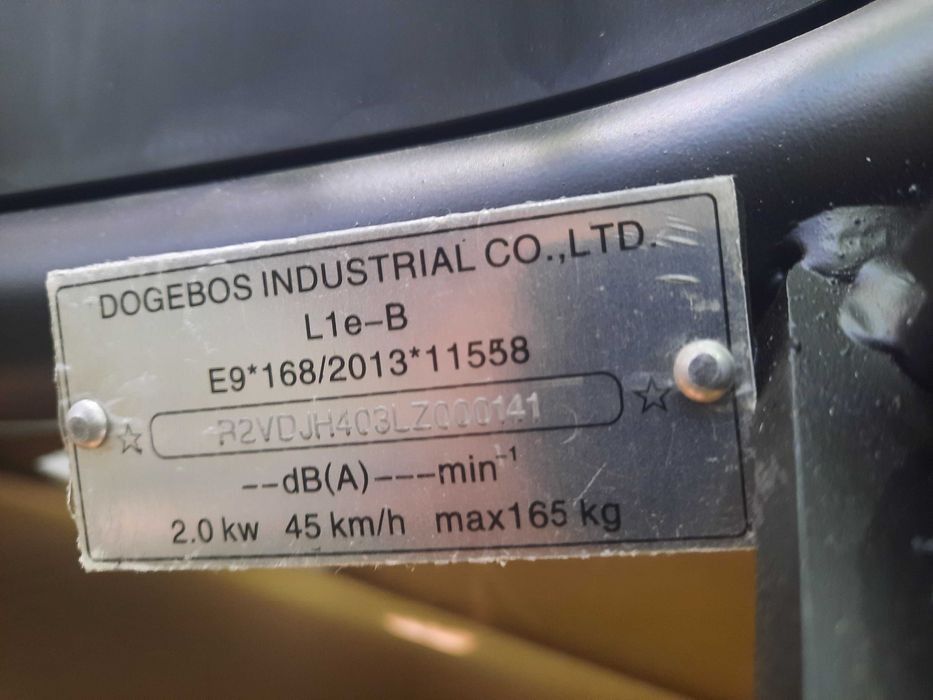 DOGEBOS INDUSTRIAL CO.,LTD.
L1e-B
E9*168/2013*11558
☆ R2VDJH403LZ000141 ☆
--dB(A)----min⁻¹
2.0 kw 45 km/h max165 kg